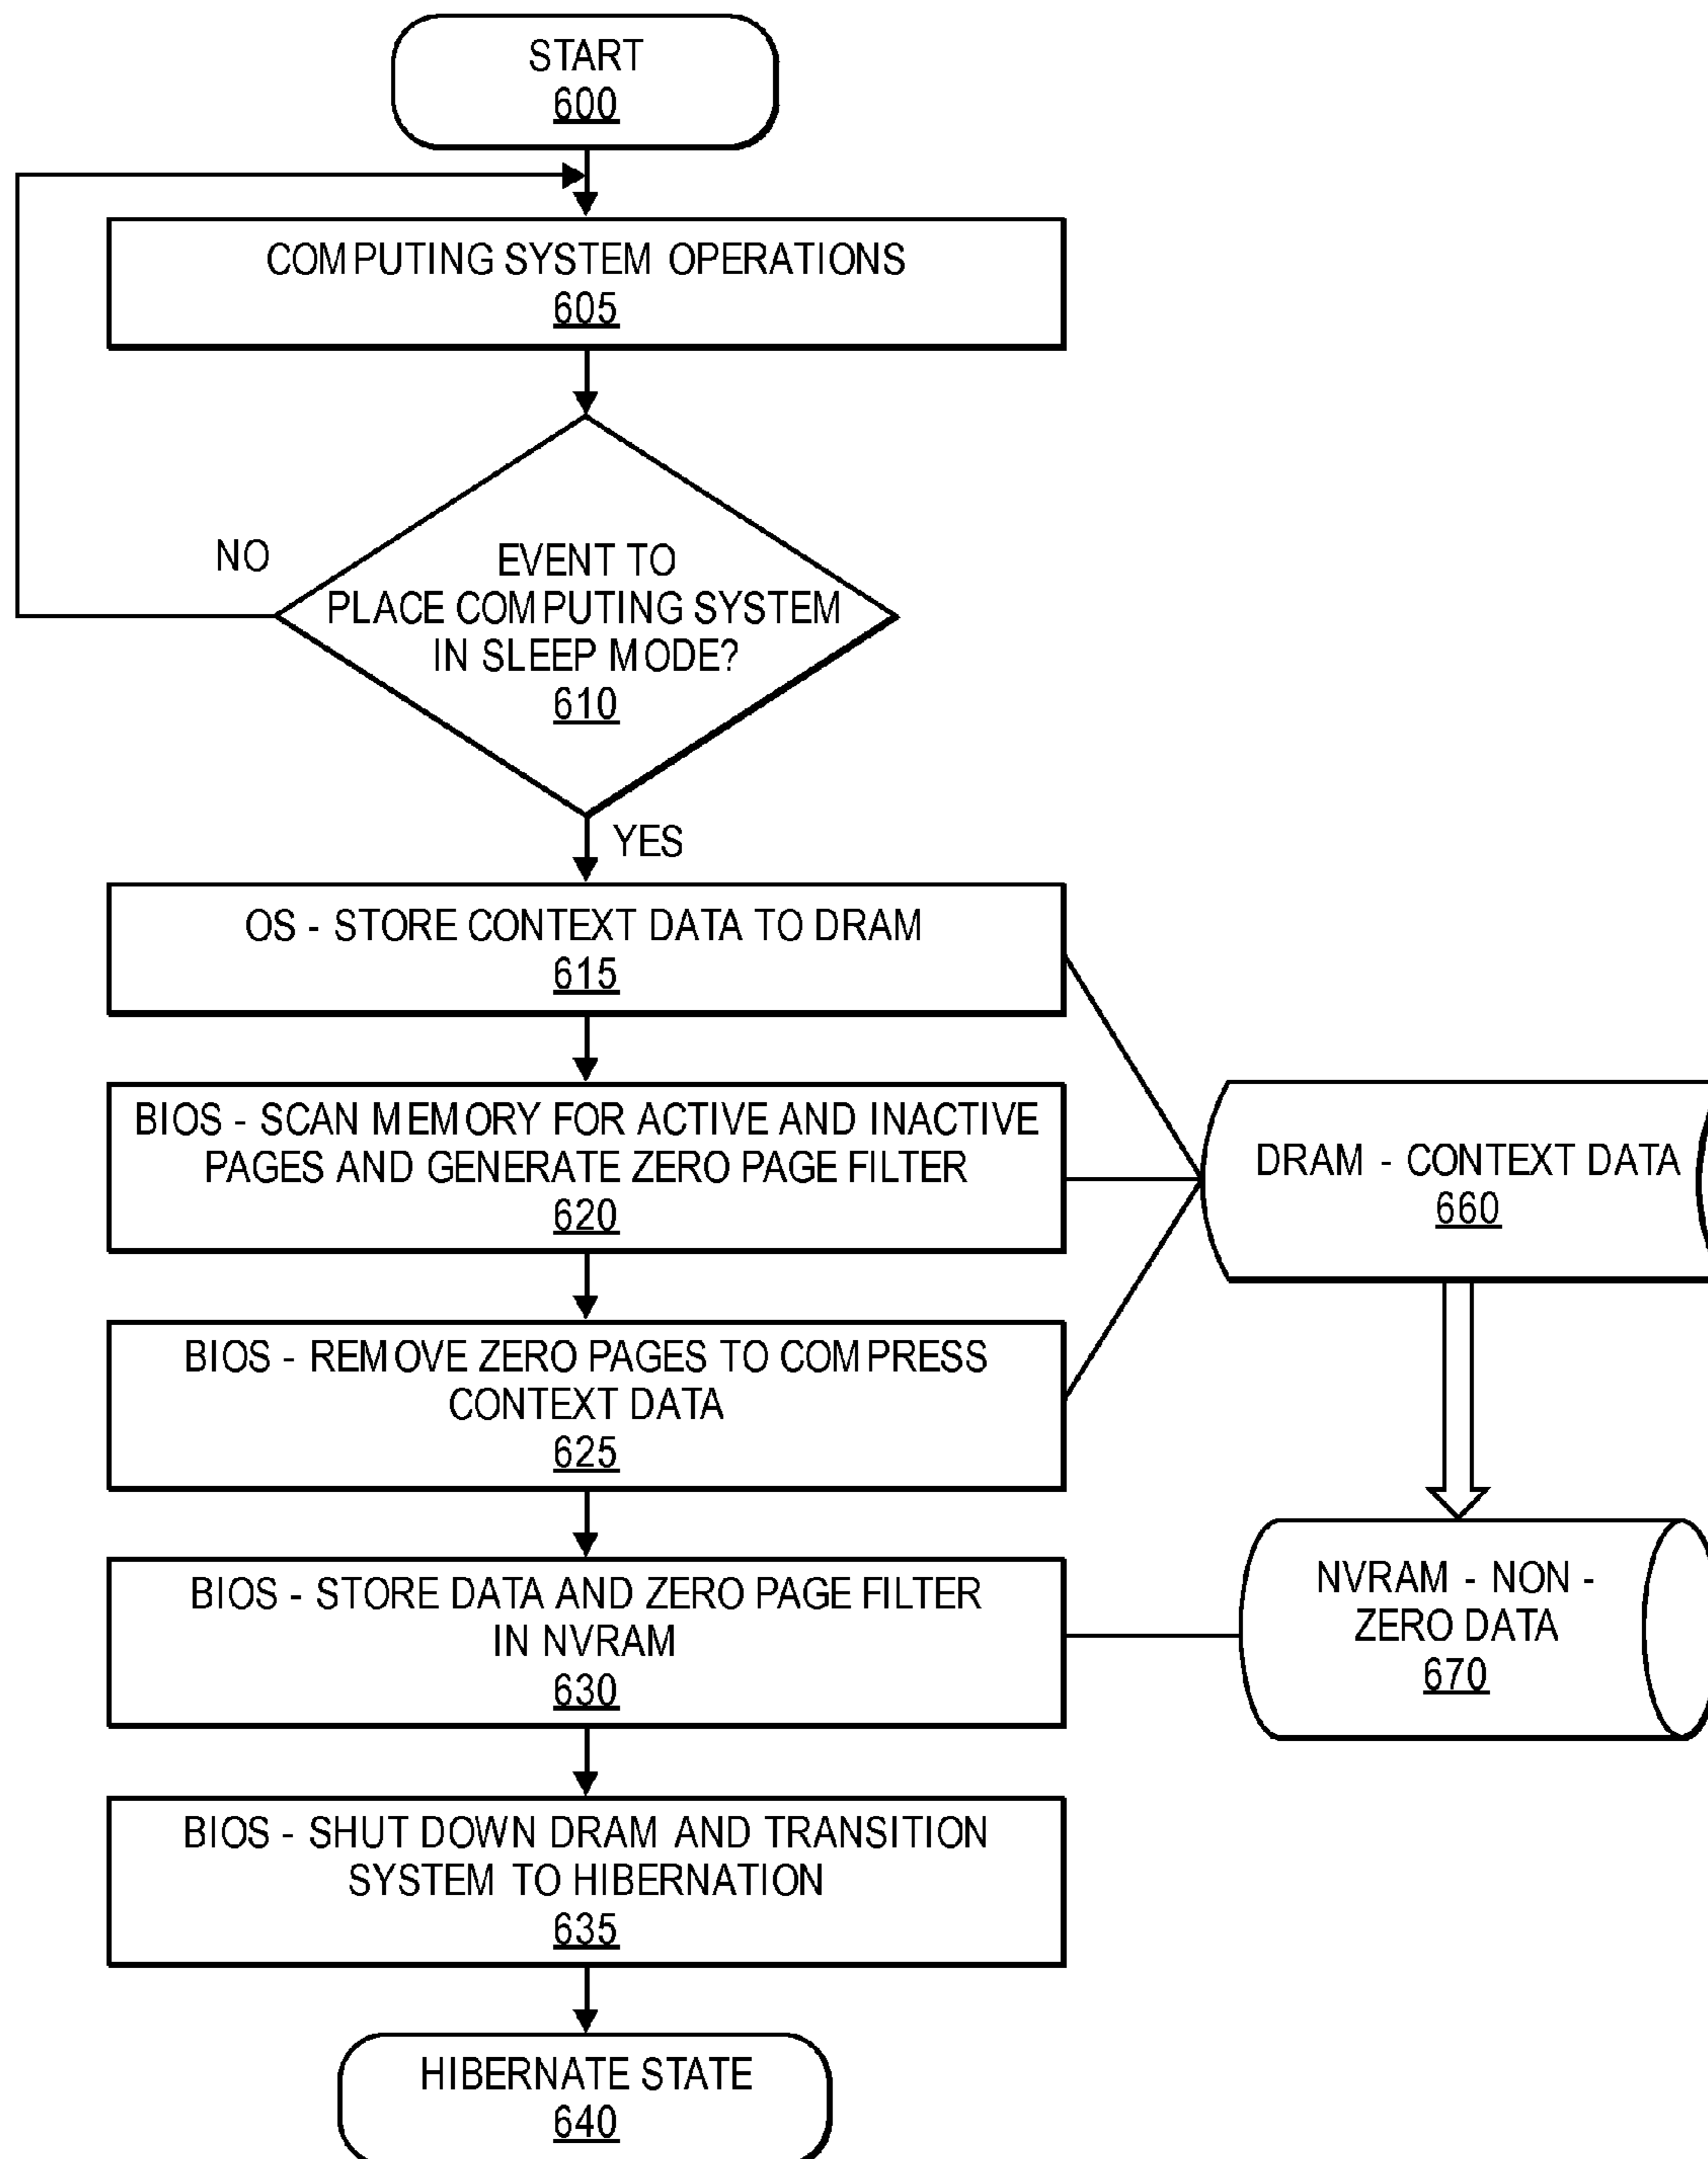 START
600
COMPUTING SYSTEM OPERATIONS
605
NO
EVENT TO
PLACE COMPUTING SYSTEM
IN SLEEP MODE?
610
YES
OS - STORE CONTEXT DATA TO DRAM
615
BIOS - SCAN MEMORY FOR ACTIVE AND INACTIVE
PAGES AND GENERATE ZERO PAGE FILTER
620
DRAM - CONTEXT DATA
660
BIOS - REMOVE ZERO PAGES TO COMPRESS
CONTEXT DATA
625
BIOS - STORE DATA AND ZERO PAGE FILTER
IN NVRAM
630
NVRAM - NON -
ZERO DATA
670
BIOS - SHUT DOWN DRAM AND TRANSITION
SYSTEM TO HIBERNATION
635
HIBERNATE STATE
640